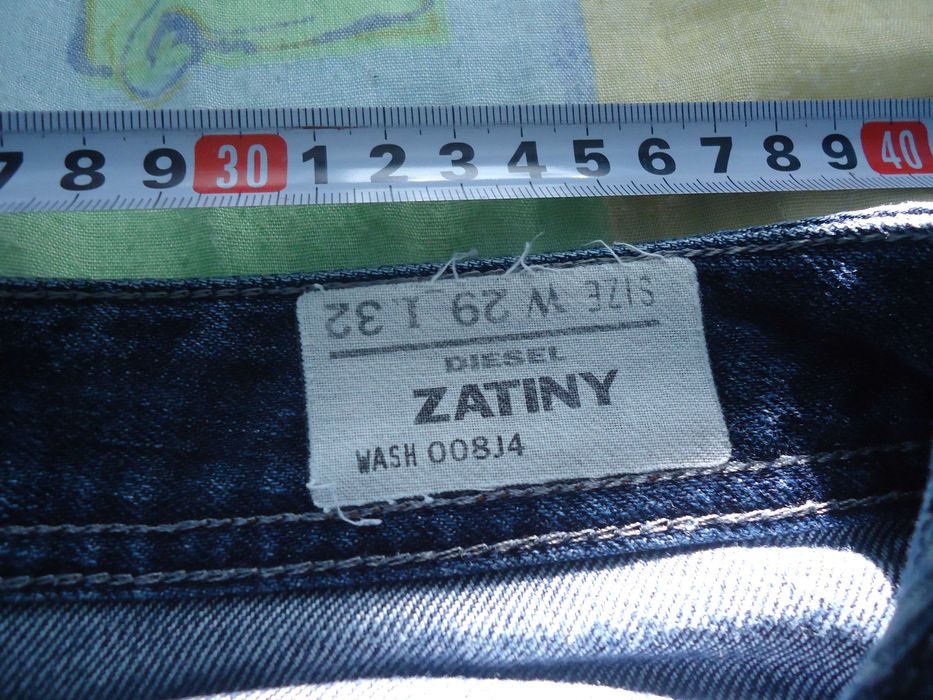 7 8 9 30 1 2 3 4 5 6 7 8 9 40
SIZE W 29 L 32
DIESEL
ZATINY
WASH 008J4